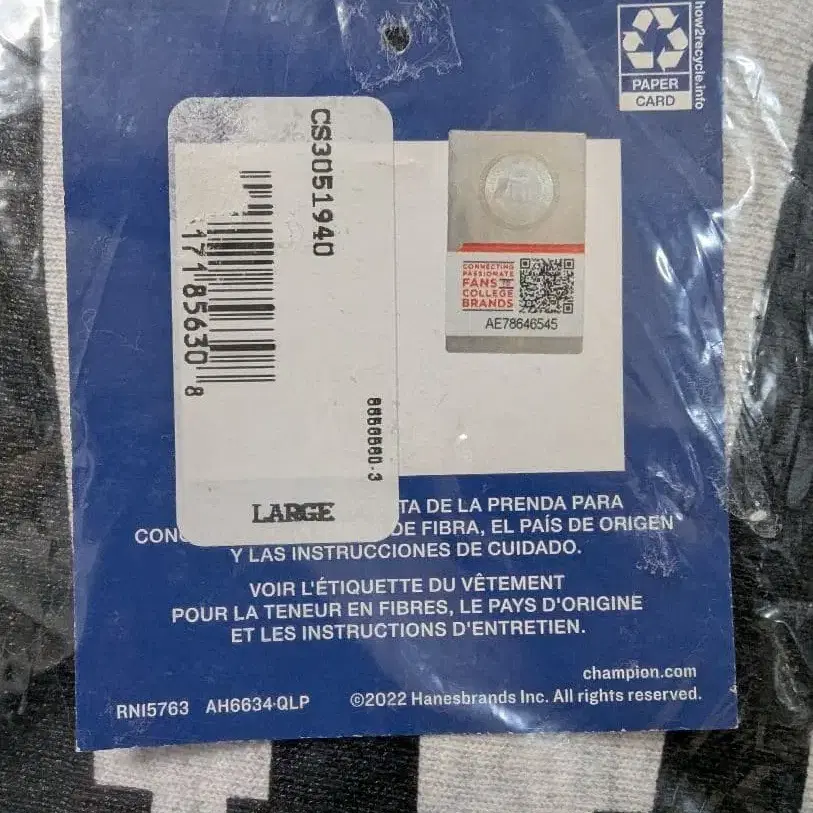 how2recycle.info
PAPER
CARD
CS3051940
17185630 8
8656580-3
LARGE
CONNECTING
PASSIONATE
FANS TO
COLLEGE
BRANDS
AE78646545
TA DE LA PRENDA PARA
CON DE FIBRA, EL PAÍS DE ORIGEN
Y LAS INSTRUCCIONES DE CUIDADO.
VOIR L'ÉTIQUETTE DU VÊTEMENT
POUR LA TENEUR EN FIBRES, LE PAYS D'ORIGINE
ET LES INSTRUCTIONS D'ENTRETIEN.
champion.com
RN15763 AH6634-QLP ©2022 Hanesbrands Inc. All rights reserved.